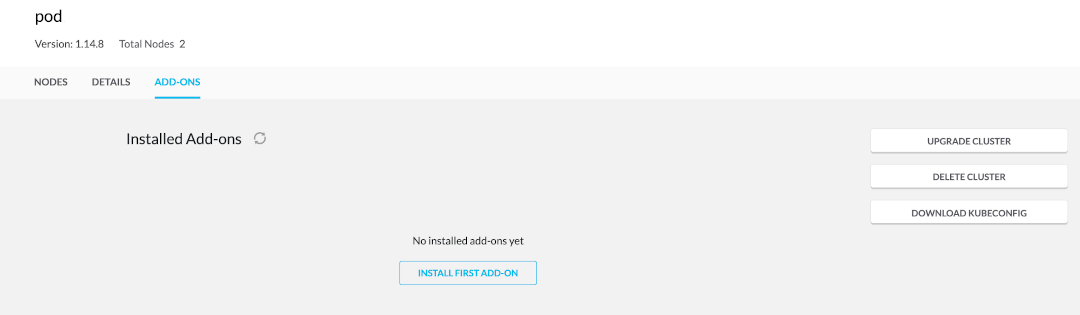 pod
Version: 1.14.8 Total Nodes 2
NODES DETAILS ADD-ONS
Installed Add-ons
UPGRADE CLUSTER
DELETE CLUSTER
DOWNLOAD KUBECONFIG
No installed add-ons yet
INSTALL FIRST ADD-ON